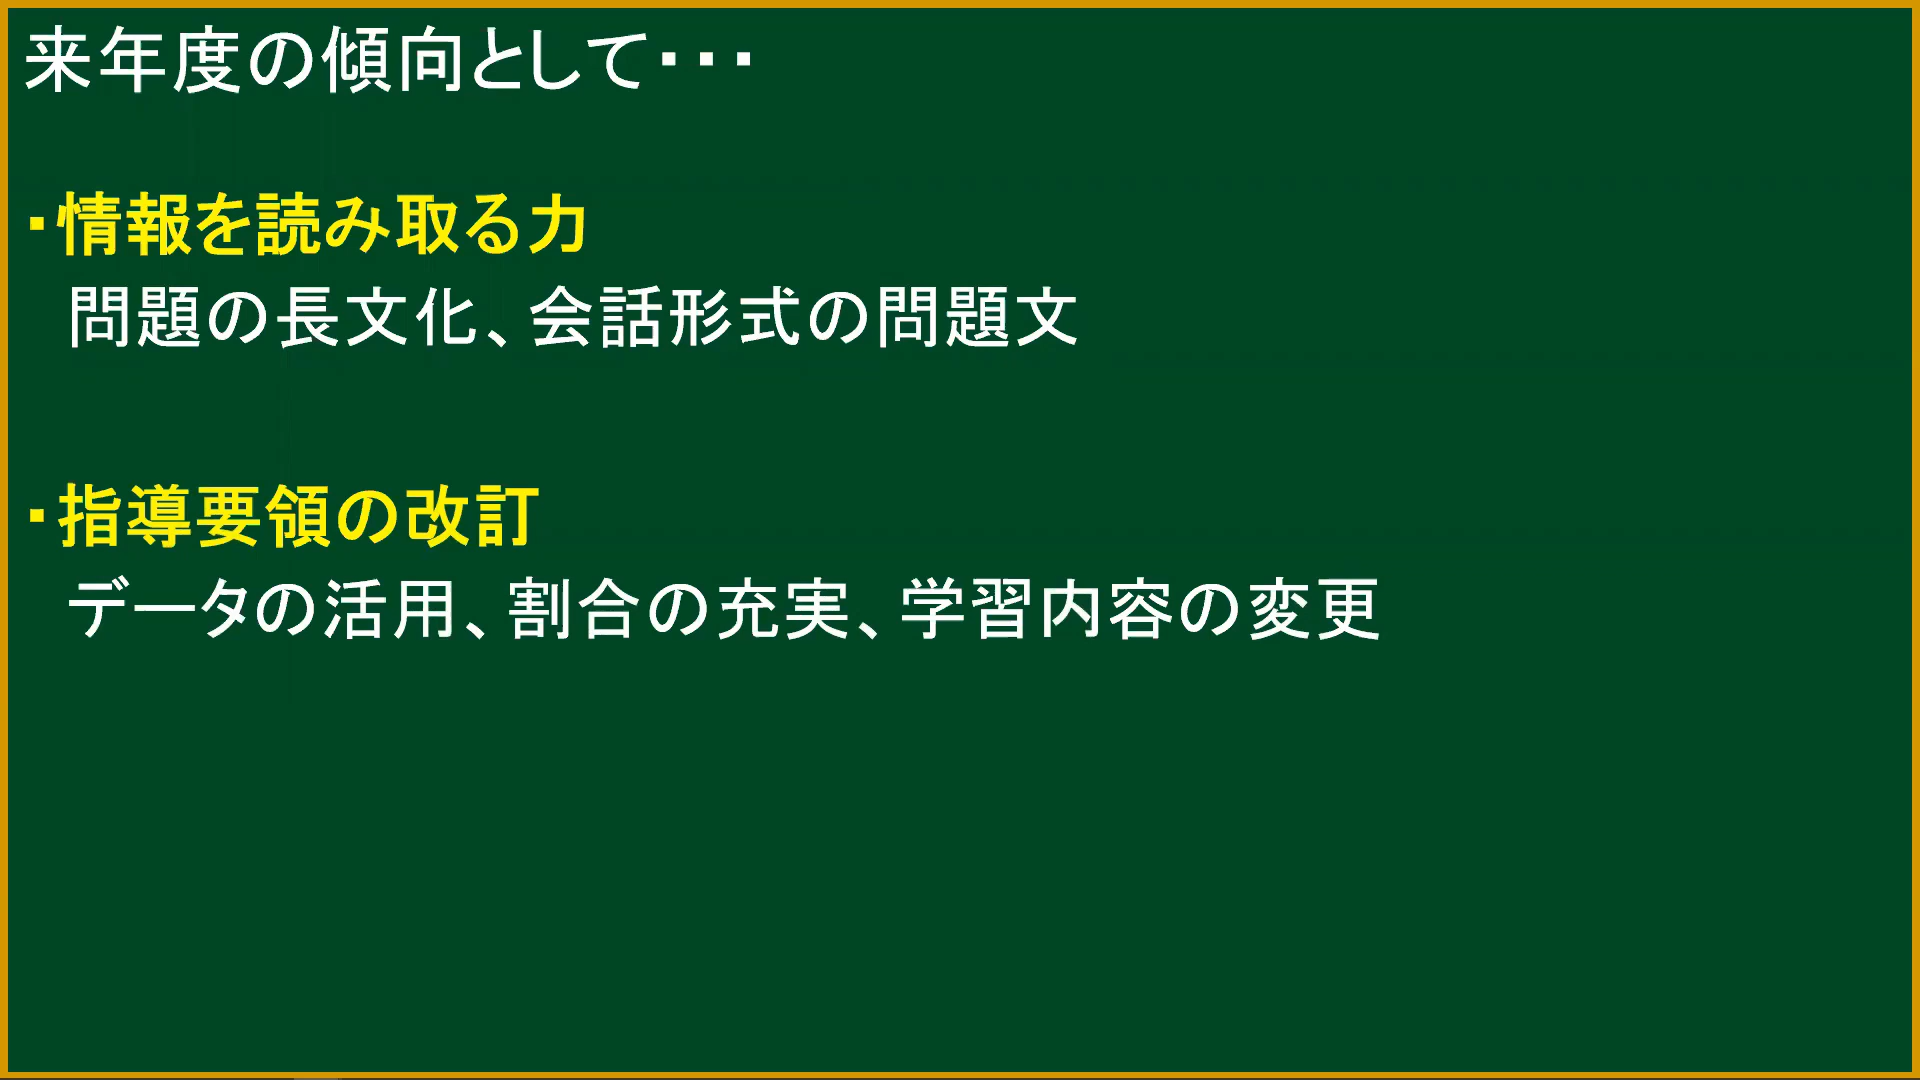 来年度の傾向として・・・
・情報を読み取る力
問題の長文化、会話形式の問題文
・指導要領の改訂
データの活用、割合の充実、学習内容の変更